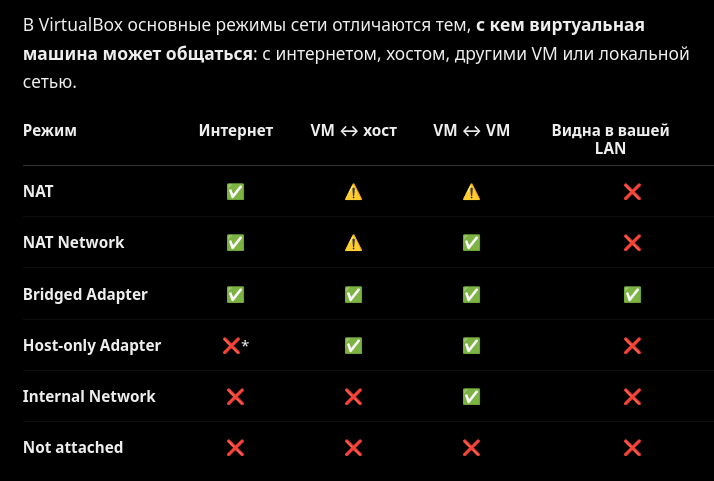 В VirtualBox основные режимы сети отличаются тем, с кем виртуальная
машина может общаться: с интернетом, хостом, другими VM или локальной
сетью.
Режим Интернет VM ↔ хост VM ↔ VM Видна в вашей
LAN
NAT ✅ ⚠️ ⚠️ ❌
NAT Network ✅ ⚠️ ✅ ❌
Bridged Adapter ✅ ✅ ✅ ✅
Host-only Adapter ❌* ✅ ✅ ❌
Internal Network ❌ ❌ ✅ ❌
Not attached ❌ ❌ ❌ ❌